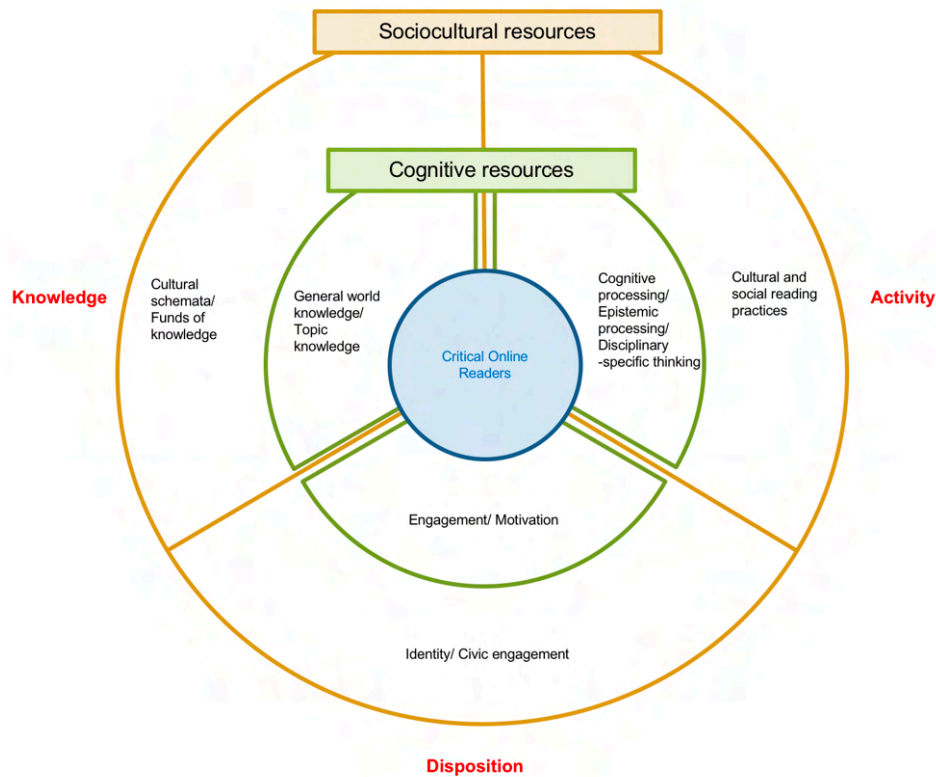 Sociocultural resources
Cognitive resources
Knowledge
Cultural
schemata/
Funds of
knowledge
General world
knowledge/
Topic
knowledge
Critical Online
Readers
Cognitive
processing/
Epistemic
processing/
Disciplinary
-specific thinking
Cultural and
social reading
practices
Activity
Engagement/ Motivation
Identity/ Civic engagement
Disposition